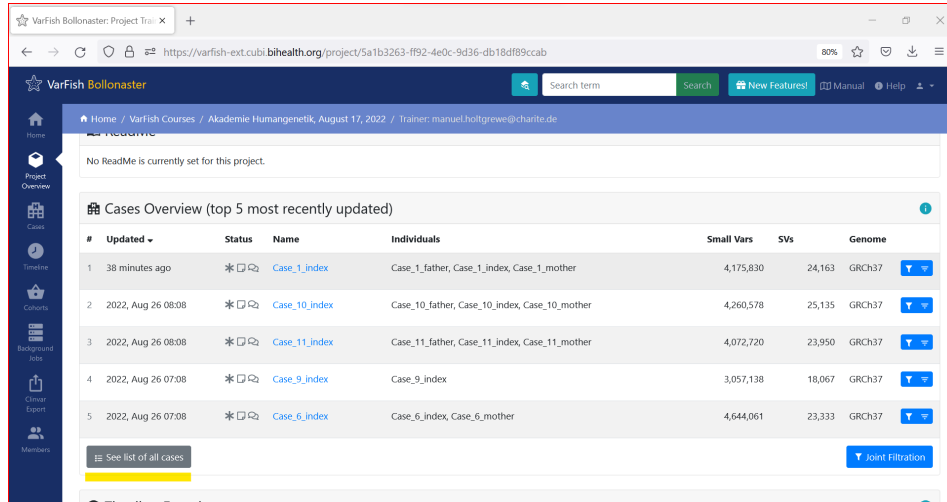 VarFish Bollonaster: Project Trai
https://varfish-ext.cubi.bihealth.org/project/5a1b3263-ff92-4e0c-9d36-db18df89ccab 80%
VarFish Bollonaster Search term Search New Features! Manual Help
Home / VarFish Courses / Akademie Humangenetik, August 17, 2022 / Trainer: manuel.holtgrewe@charite.de
Home
Project Overview
Cases
Timeline
Cohorts
Background Jobs
Clinvar Export
Members
ReadMe
No ReadMe is currently set for this project.
Cases Overview (top 5 most recently updated)
# Updated Status Name Individuals Small Vars SVs Genome
1 38 minutes ago Case_1_index Case_1_father, Case_1_index, Case_1_mother 4,175,830 24,163 GRCh37
2 2022, Aug 26 08:08 Case_10_index Case_10_father, Case_10_index, Case_10_mother 4,260,578 25,135 GRCh37
3 2022, Aug 26 08:08 Case_11_index Case_11_father, Case_11_index, Case_11_mother 4,072,720 23,950 GRCh37
4 2022, Aug 26 07:08 Case_9_index Case_9_index 3,057,138 18,067 GRCh37
5 2022, Aug 26 07:08 Case_6_index Case_6_index, Case_6_mother 4,644,061 23,333 GRCh37
See list of all cases Joint Filtration